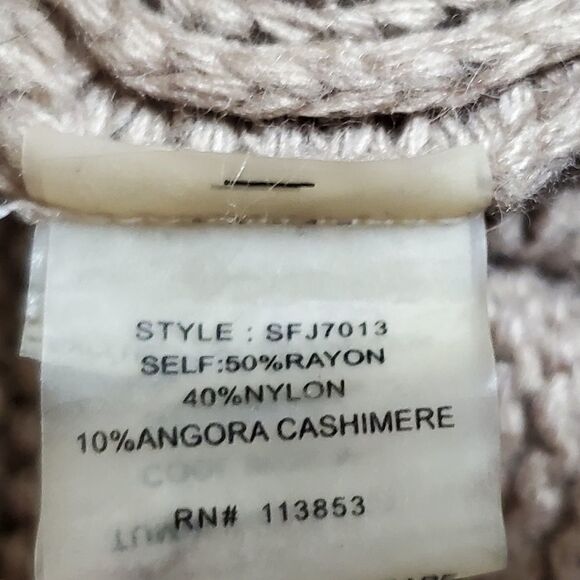 STYLE : SFJ7013
SELF:50%RAYON
40%NYLON
10%ANGORA CASHIMERE
RN# 113853